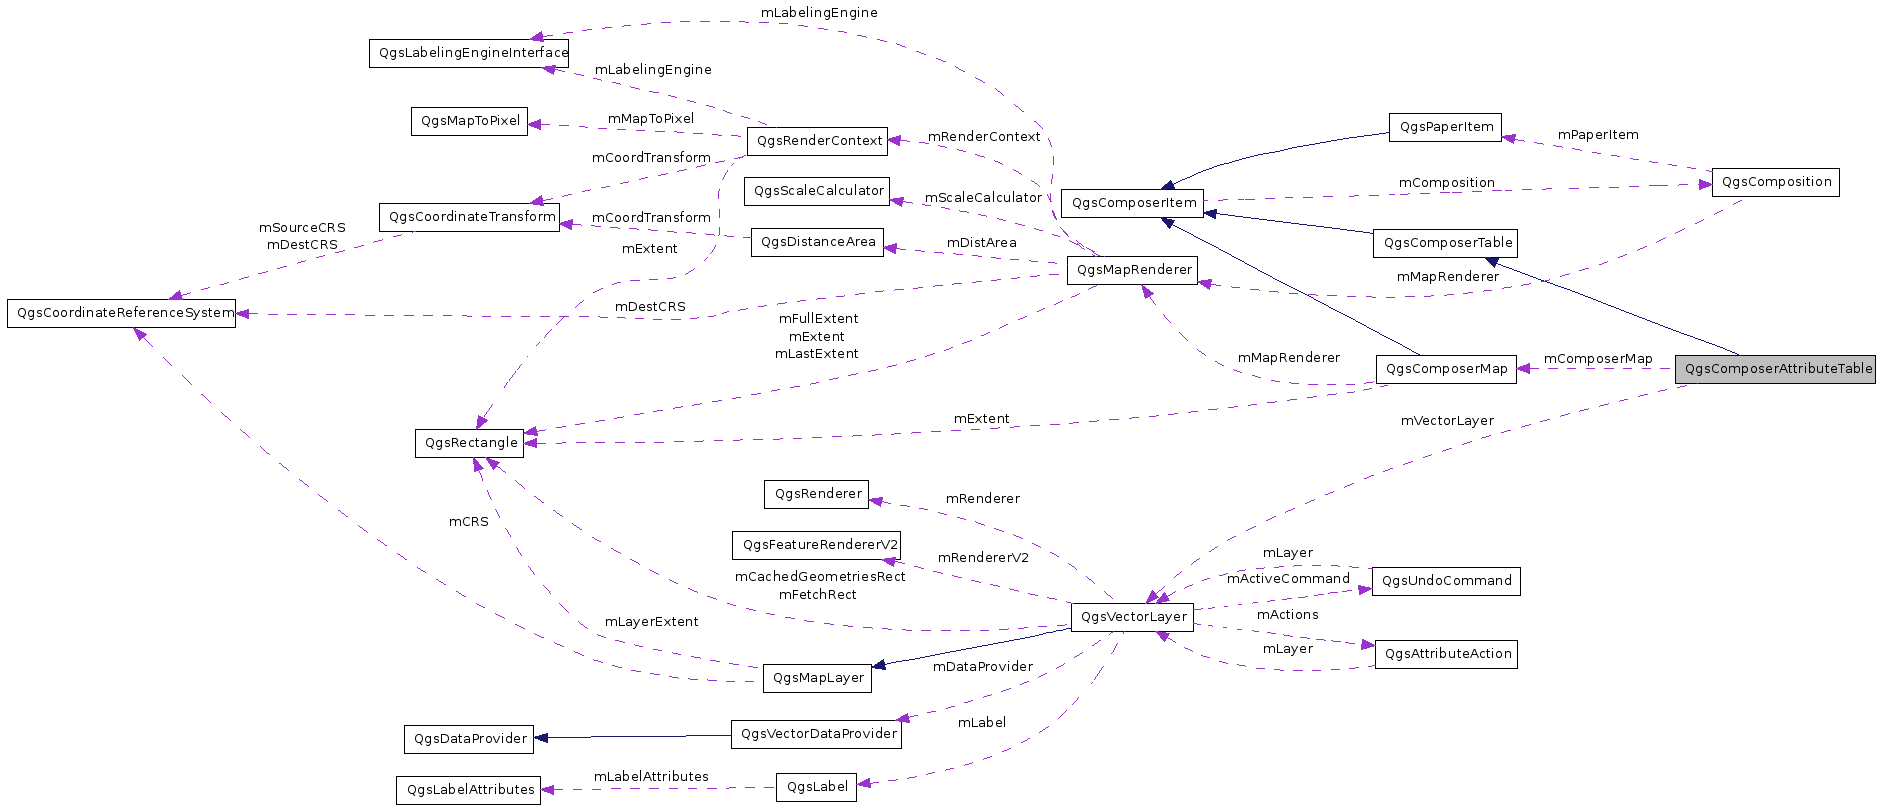 mLabelingEngine
QgsLabelingEngineInterface
mLabelingEngine
QgsMapToPixel
mMapToPixel
QgsRenderContext
mRenderContext
QgsPaperItem
mPaperItem
mCoordTransform
QgsScaleCalculator
mScaleCalculator
QgsComposerItem
mComposition
QgsComposition
QgsCoordinateTransform
mCoordTransform
mSourceCRS
mDestCRS
mExtent
QgsDistanceArea
mDistArea
QgsComposerTable
QgsMapRenderer
mMapRenderer
QgsCoordinateReferenceSystem
mDestCRS
mFullExtent
mExtent
mLastExtent
mMapRenderer
QgsComposerMap
mComposerMap
QgsComposerAttributeTable
QgsRectangle
mExtent
mVectorLayer
QgsRenderer
mRenderer
mCRS
QgsFeatureRendererV2
mRendererV2
mCachedGeometriesRect
mFetchRect
mLayer
mActiveCommand
QgsUndoCommand
QgsVectorLayer
mActions
mLayer
QgsAttributeAction
mLayerExtent
QgsMapLayer
mDataProvider
QgsDataProvider
QgsVectorDataProvider
mLabel
QgsLabelAttributes
mLabelAttributes
QgsLabel